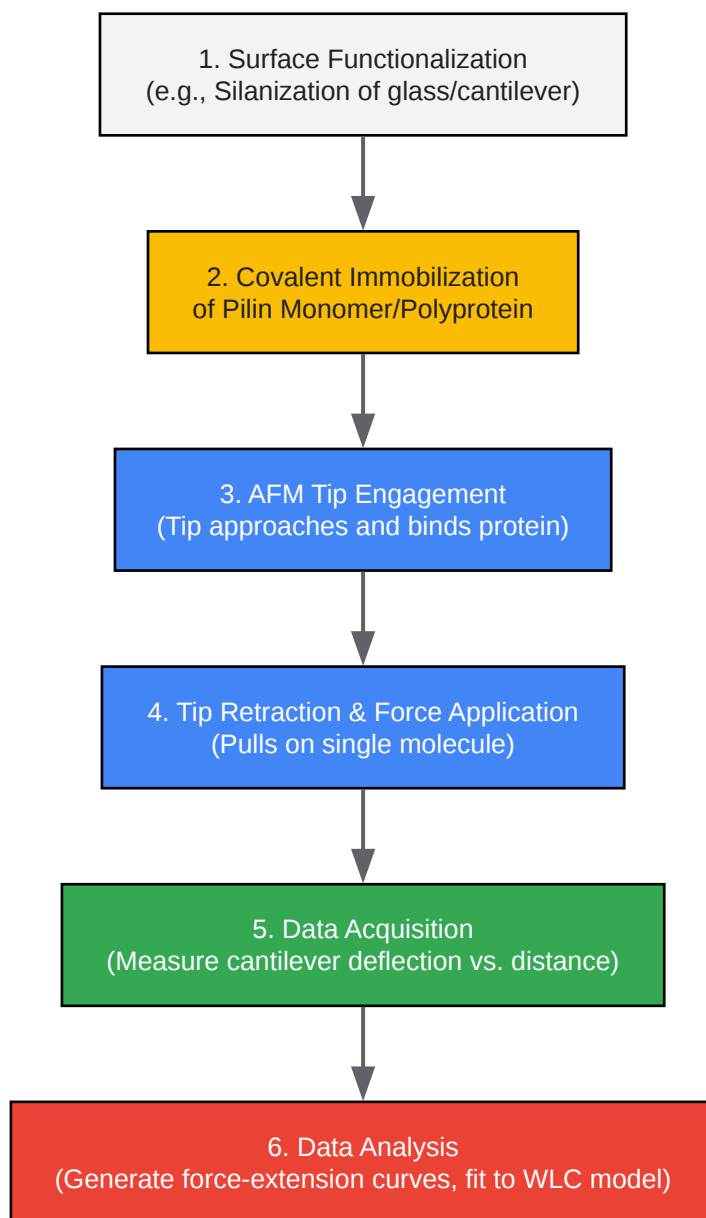 1. Surface Functionalization
(e.g., Silanization of glass/cantilever)
2. Covalent Immobilization
of Pilin Monomer/Polyprotein
3. AFM Tip Engagement
(Tip approaches and binds protein)
4. Tip Retraction & Force Application
(Pulls on single molecule)
5. Data Acquisition
(Measure cantilever deflection vs. distance)
6. Data Analysis
(Generate force-extension curves, fit to WLC model)